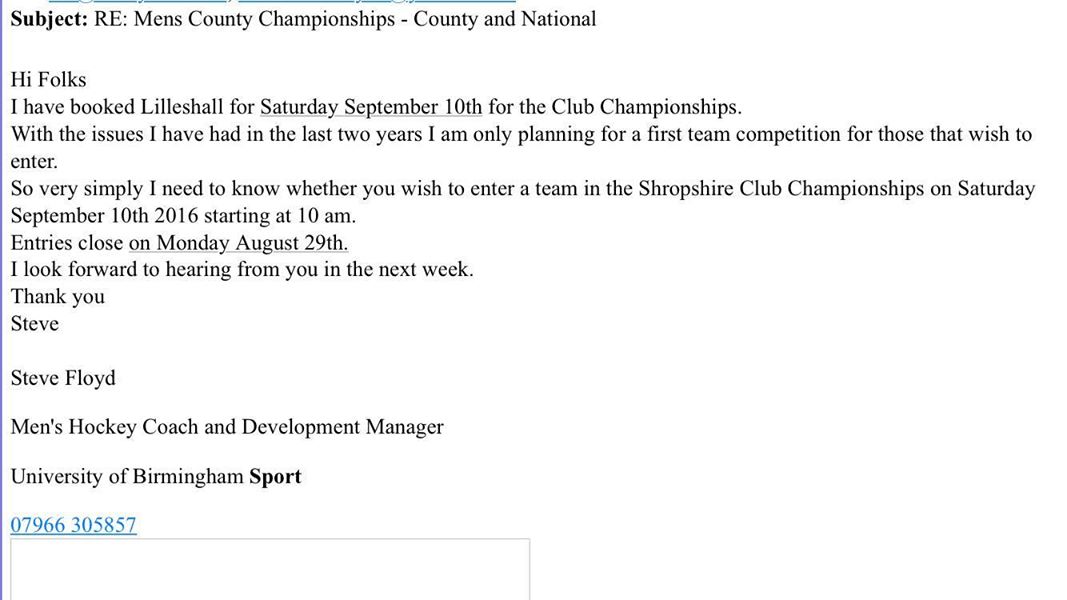 Subject: RE: Mens County Championships - County and National
Hi Folks
I have booked Lilleshall for Saturday September 10th for the Club Championships.
With the issues I have had in the last two years I am only planning for a first team competition for those that wish to
enter.
So very simply I need to know whether you wish to enter a team in the Shropshire Club Championships on Saturday
September 10th 2016 starting at 10 am.
Entries close on Monday August 29th.
I look forward to hearing from you in the next week.
Thank you
Steve
Steve Floyd
Men's Hockey Coach and Development Manager
University of Birmingham Sport
07966 305857